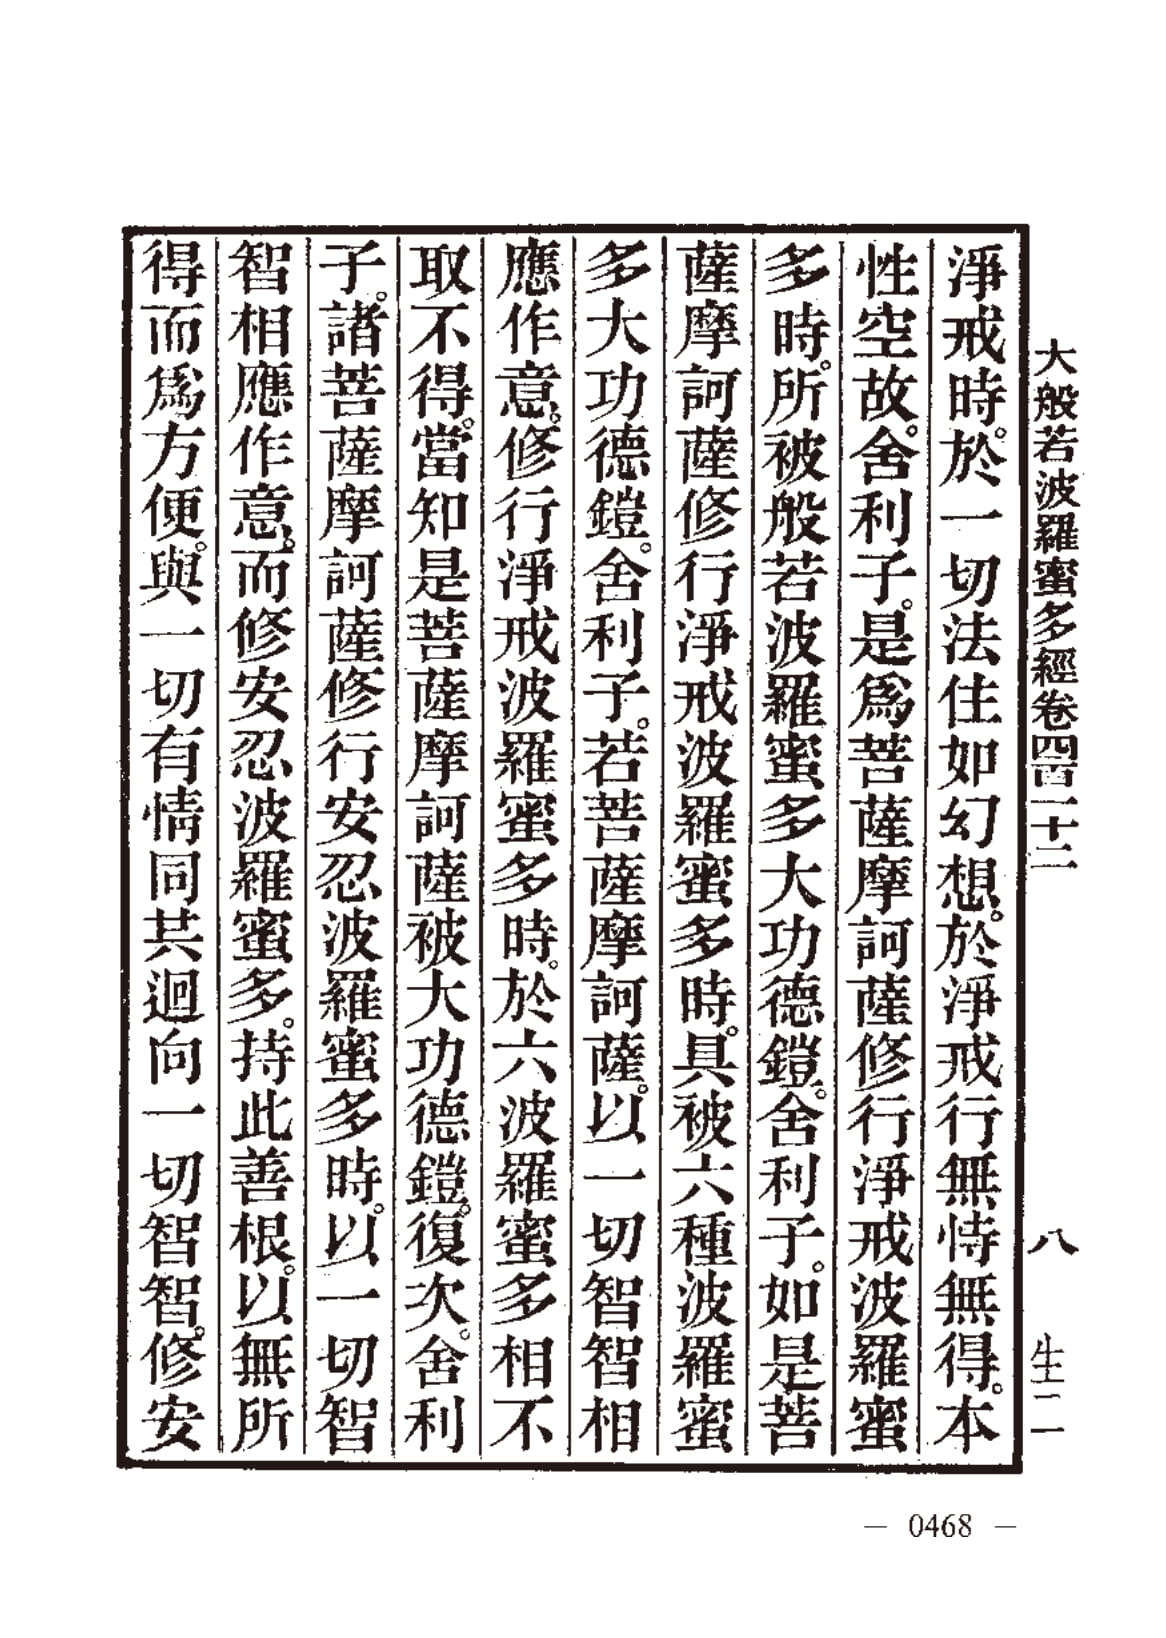 大般若波羅蜜多經卷四百一十二 八 生二
淨戒時。於一切法住如幻想。於淨戒行無恃無得。本
性空故。舍利子。是爲菩薩摩訶薩修行淨戒波羅蜜
多時。所被般若波羅蜜多大功德鎧。舍利子。如是菩
薩摩訶薩修行淨戒波羅蜜多時。具被六種波羅蜜
多大功德鎧。舍利子。若菩薩摩訶薩。以一切智智相
應作意。修行淨戒波羅蜜多時。於六波羅蜜多相不
取不得。當知是菩薩摩訶薩被大功德鎧。復次。舍利
子。諸菩薩摩訶薩修行安忍波羅蜜多時。以一切智
智相應作意。而修安忍波羅蜜多。持此善根。以無所
得而爲方便。與一切有情同共迴向一切智智。修安
— 0468 —